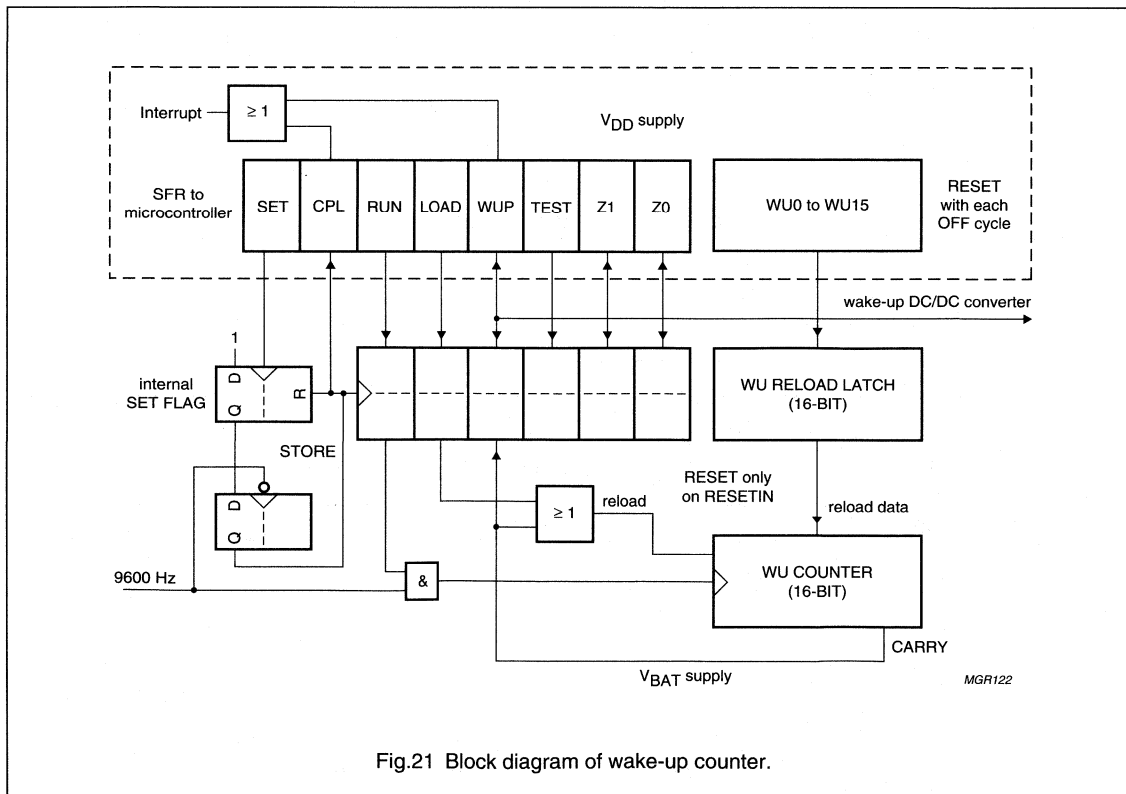 Interrupt
≥ 1
V_DD supply
SFR to
microcontroller
SET
CPL
RUN
LOAD
WUP
TEST
Z1
Z0
WU0 to WU15
RESET
with each
OFF cycle
wake-up DC/DC converter
1
D
Q
R
internal
SET FLAG
WU RELOAD LATCH
(16-BIT)
STORE
D
Q
RESET only
on RESETIN
≥ 1
reload
reload data
9600 Hz
&
WU COUNTER
(16-BIT)
CARRY
V_BAT supply
MGR122
Fig.21 Block diagram of wake-up counter.